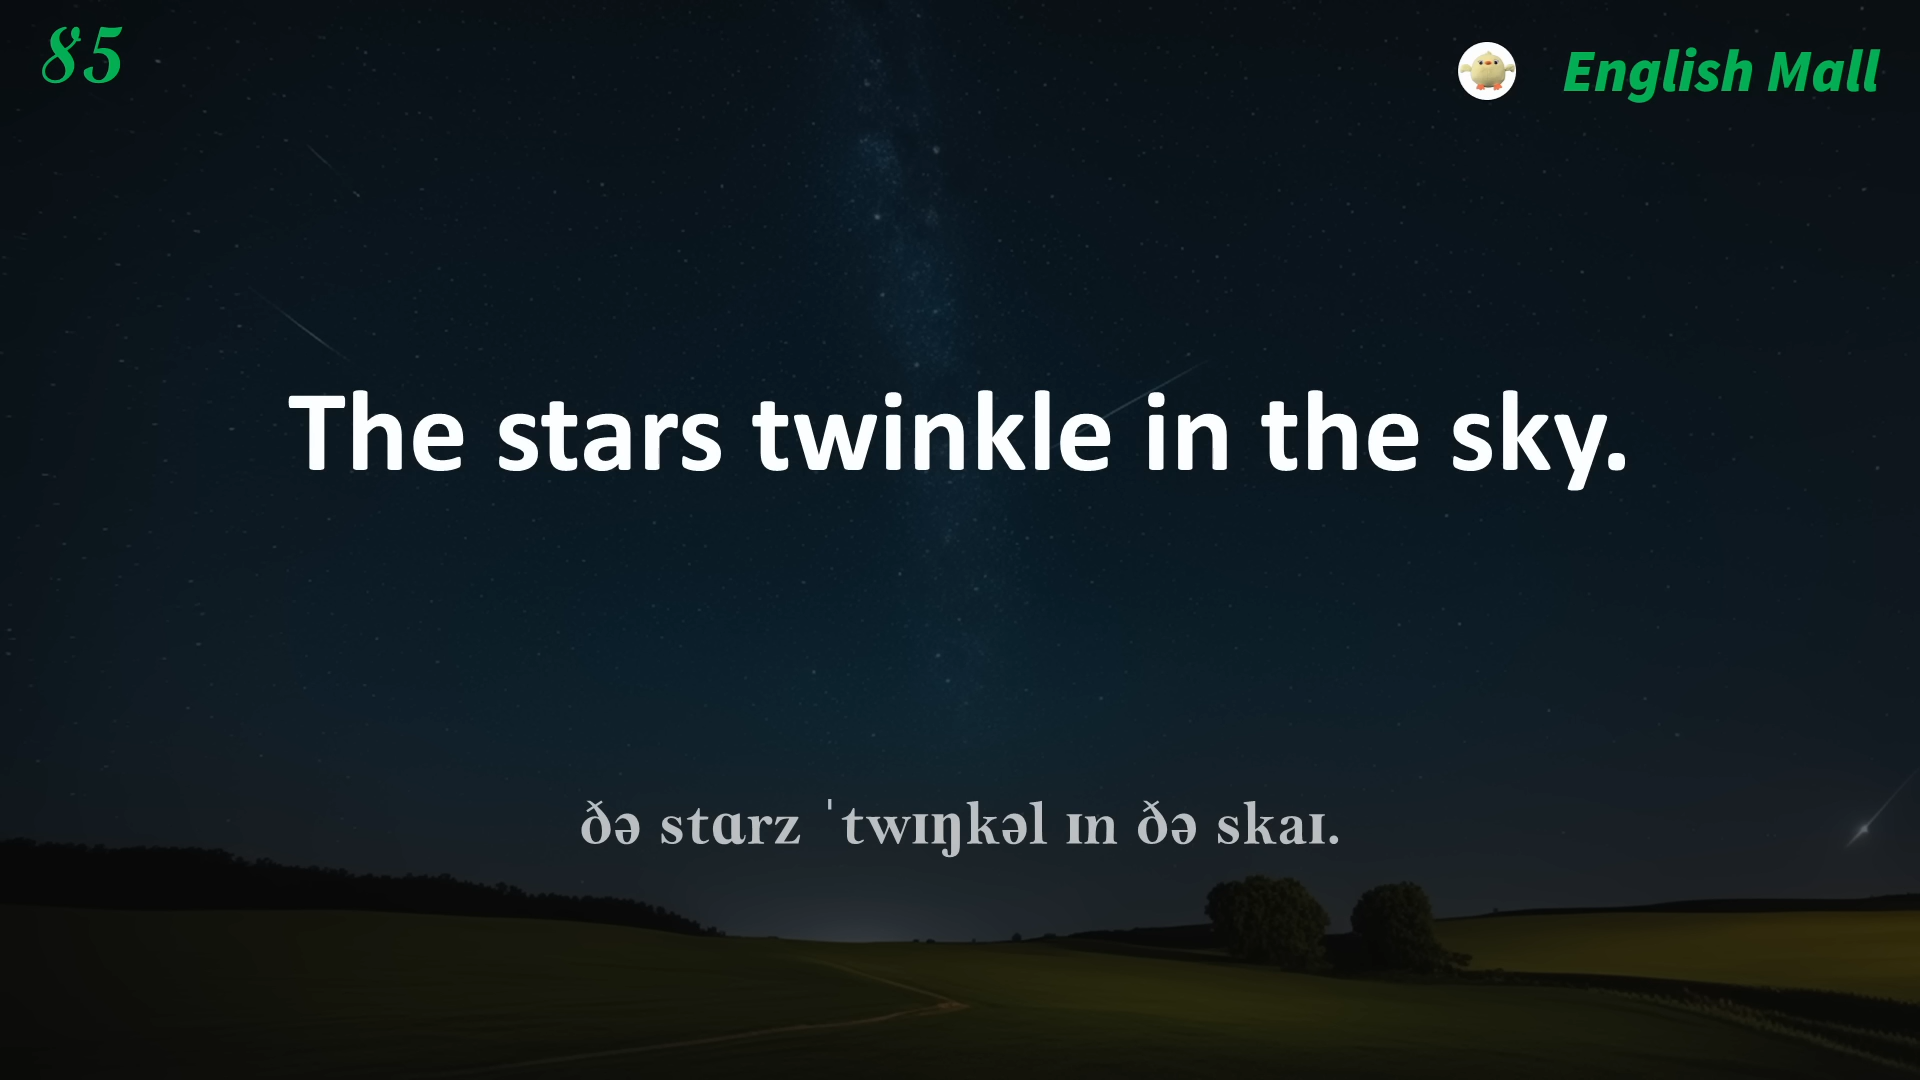 85
English Mall
The stars twinkle in the sky.
ðə stɑrz ˈtwɪŋkəl ɪn ðə skaɪ.